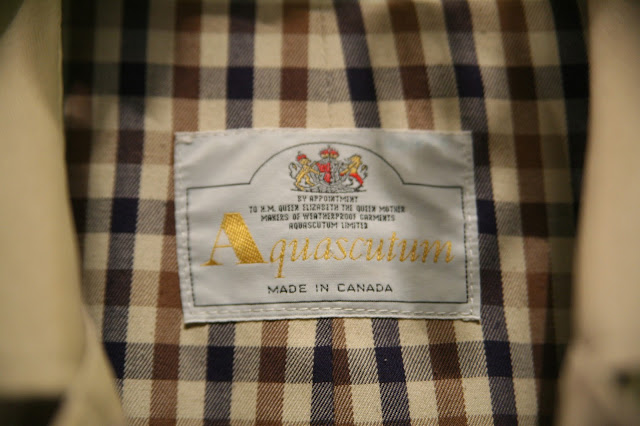 BY APPOINTMENT
TO H.M. QUEEN ELIZABETH THE QUEEN MOTHER
MAKERS OF WEATHERPROOF GARMENTS
AQUASCUTUM LIMITED
Aquascutum
MADE IN CANADA